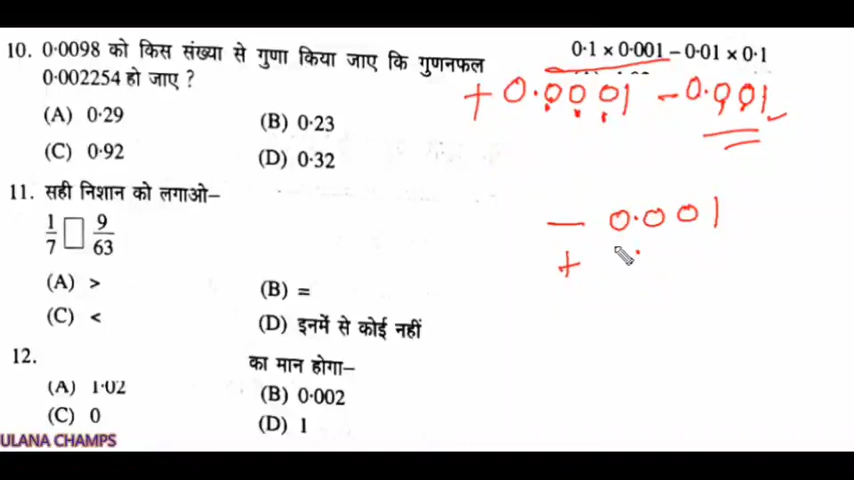 10. 0·0098 को किस संख्या से गुणा किया जाए कि गुणनफल
0·002254 हो जाए ?
(A) 0·29
(B) 0·23
(C) 0·92
(D) 0·32
11. सही निशान को लगाओ–
1/7 □ 9/63
(A) >
(B) =
(C) <
(D) इनमें से कोई नहीं
12.
का मान होगा–
(A) 1·02
(B) 0·002
(C) 0
(D) 1
ULANA CHAMPS
0·1 × 0·001 – 0·01 × 0·1
+ 0.0001 – 0.001
– 0.001
+ .